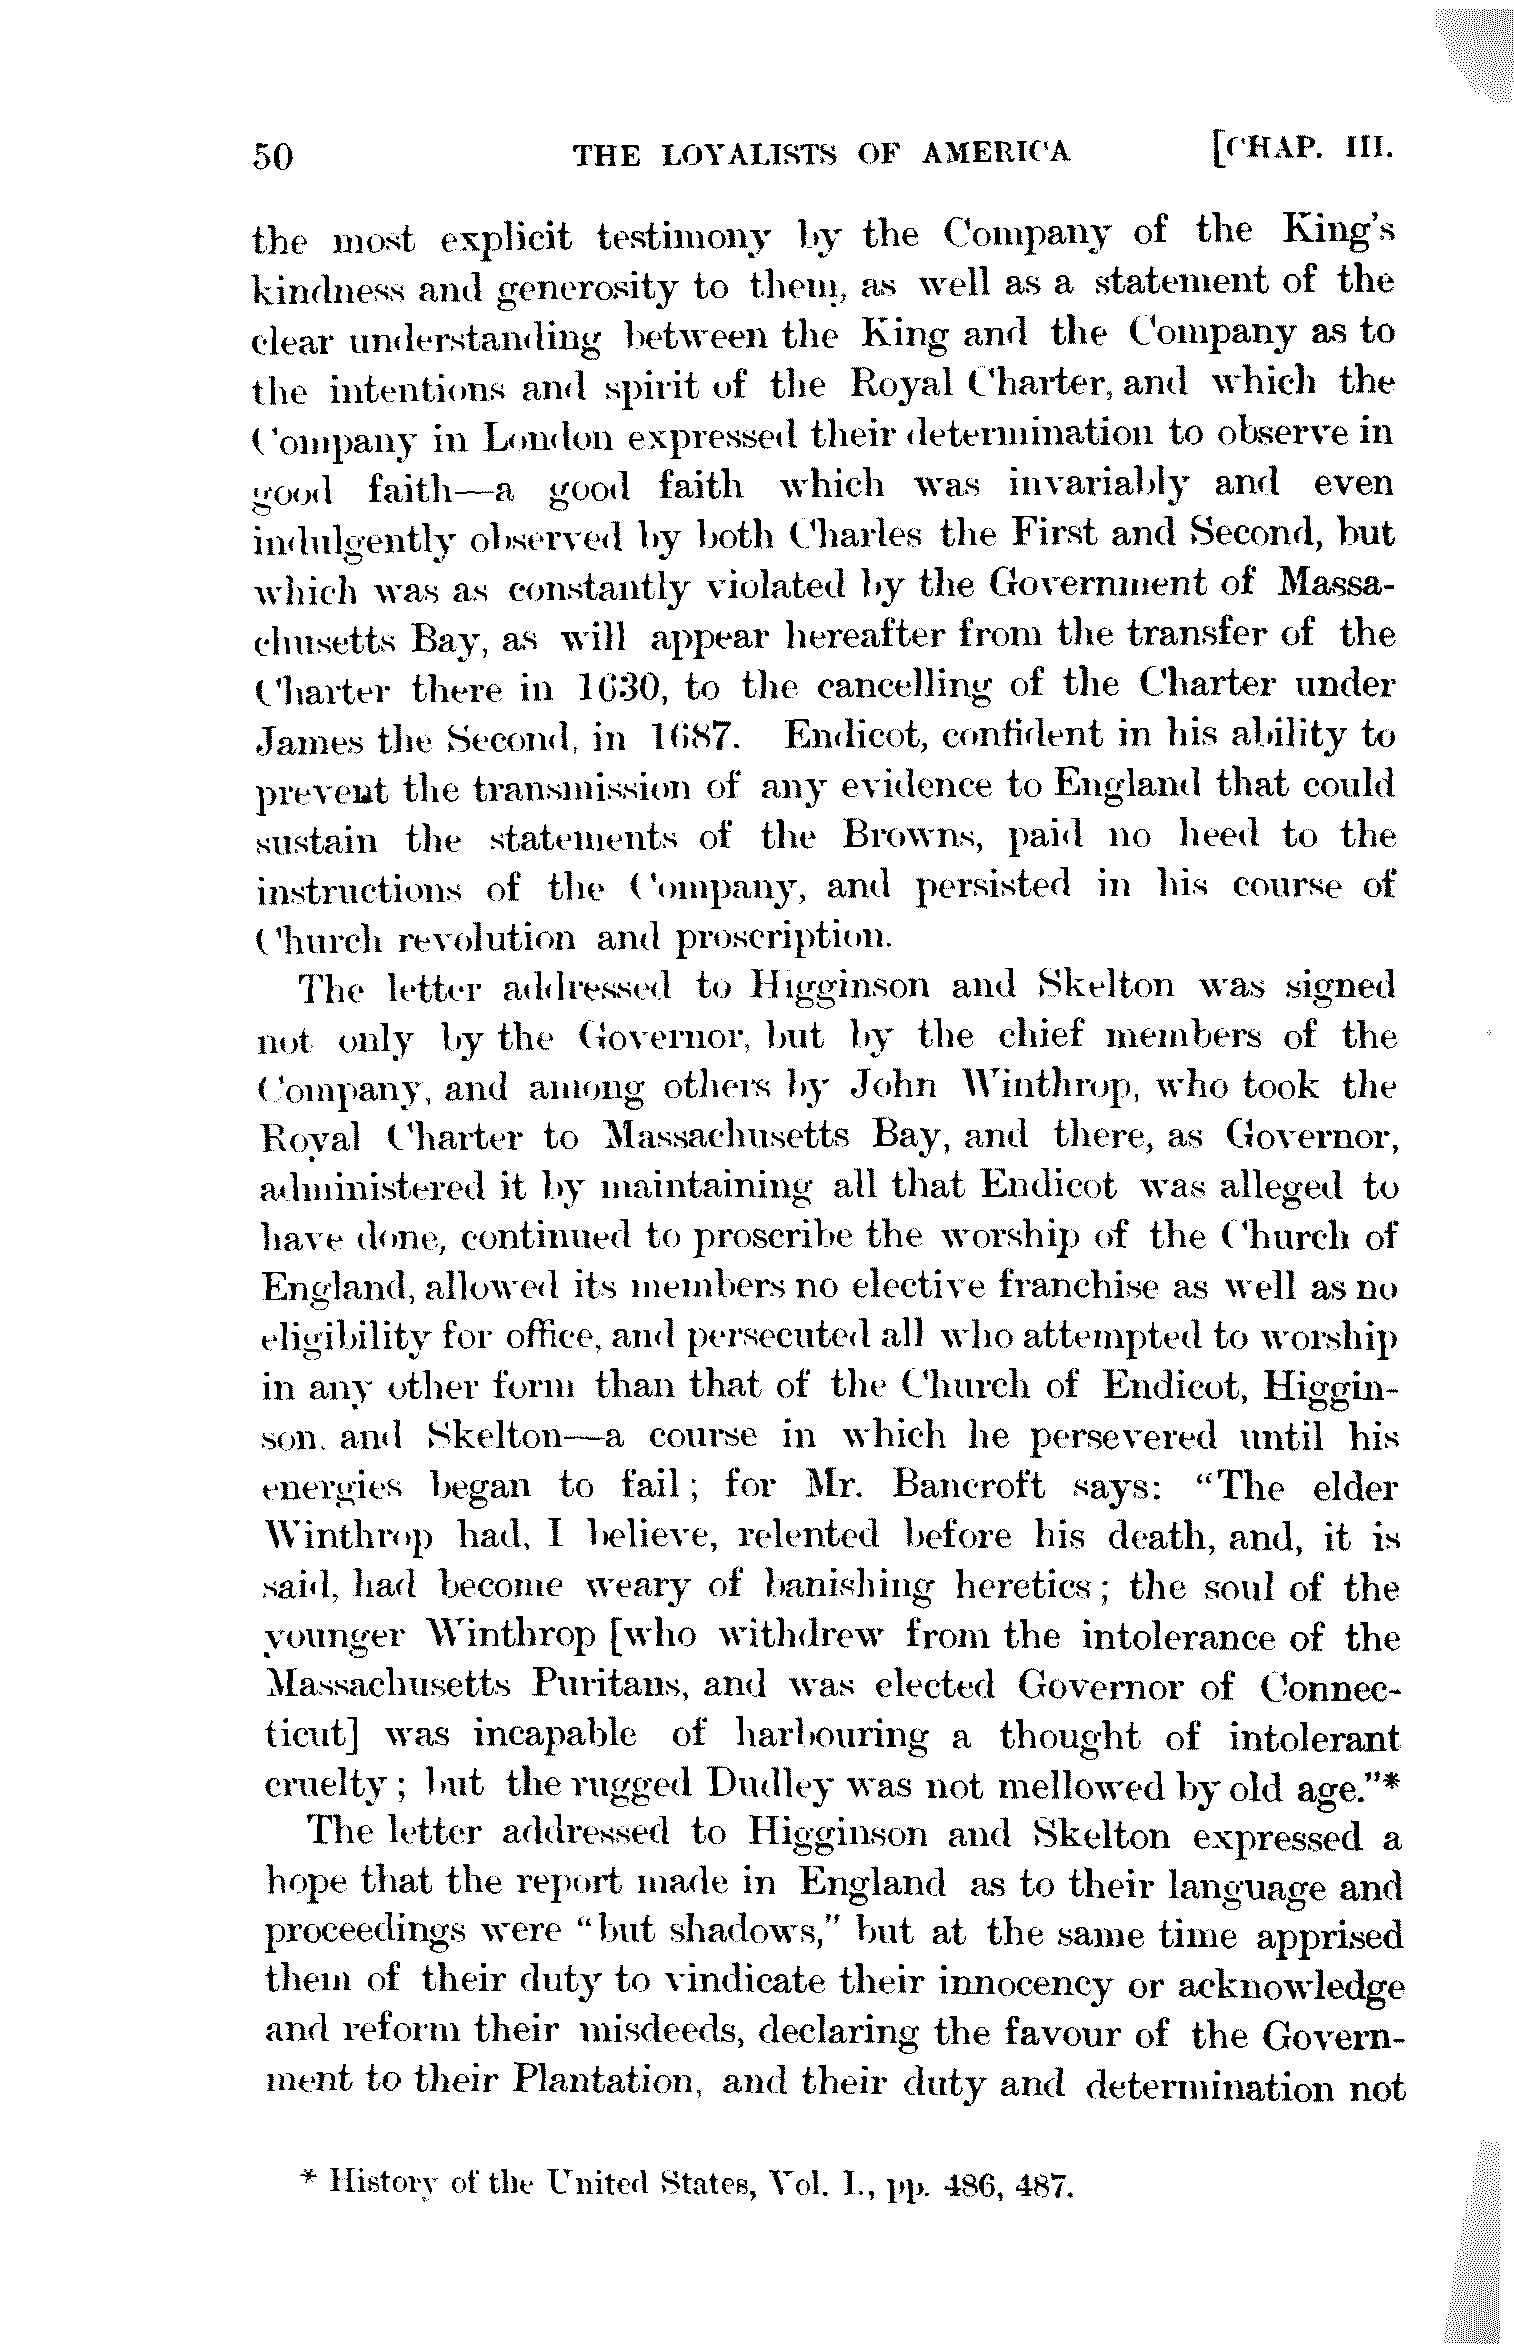 50 THE LOYALISTS OF AMERICA [CHAP. III.
the most explicit testimony by the Company of the King's
kindness and generosity to them, as well as a statement of the
clear understanding between the King and the Company as to
the intentions and spirit of the Royal Charter, and which the
Company in London expressed their determination to observe in
good faith—a good faith which was invariably and even
indulgently observed by both Charles the First and Second, but
which was as constantly violated by the Government of Massa-
chusetts Bay, as will appear hereafter from the transfer of the
Charter there in 1630, to the cancelling of the Charter under
James the Second, in 1687. Endicot, confident in his ability to
prevent the transmission of any evidence to England that could
sustain the statements of the Browns, paid no heed to the
instructions of the Company, and persisted in his course of
Church revolution and proscription.
The letter addressed to Higginson and Skelton was signed
not only by the Governor, but by the chief members of the
Company, and among others by John Winthrop, who took the
Royal Charter to Massachusetts Bay, and there, as Governor,
administered it by maintaining all that Endicot was alleged to
have done, continued to proscribe the worship of the Church of
England, allowed its members no elective franchise as well as no
eligibility for office, and persecuted all who attempted to worship
in any other form than that of the Church of Endicot, Higgin-
son, and Skelton—a course in which he persevered until his
energies began to fail; for Mr. Bancroft says: "The elder
Winthrop had, I believe, relented before his death, and, it is
said, had become weary of banishing heretics; the soul of the
younger Winthrop [who withdrew from the intolerance of the
Massachusetts Puritans, and was elected Governor of Connec-
ticut] was incapable of harbouring a thought of intolerant
cruelty; but the rugged Dudley was not mellowed by old age."*
The letter addressed to Higginson and Skelton expressed a
hope that the report made in England as to their language and
proceedings were "but shadows," but at the same time apprised
them of their duty to vindicate their innocency or acknowledge
and reform their misdeeds, declaring the favour of the Govern-
ment to their Plantation, and their duty and determination not
* History of the United States, Vol. I., pp. 486, 487.